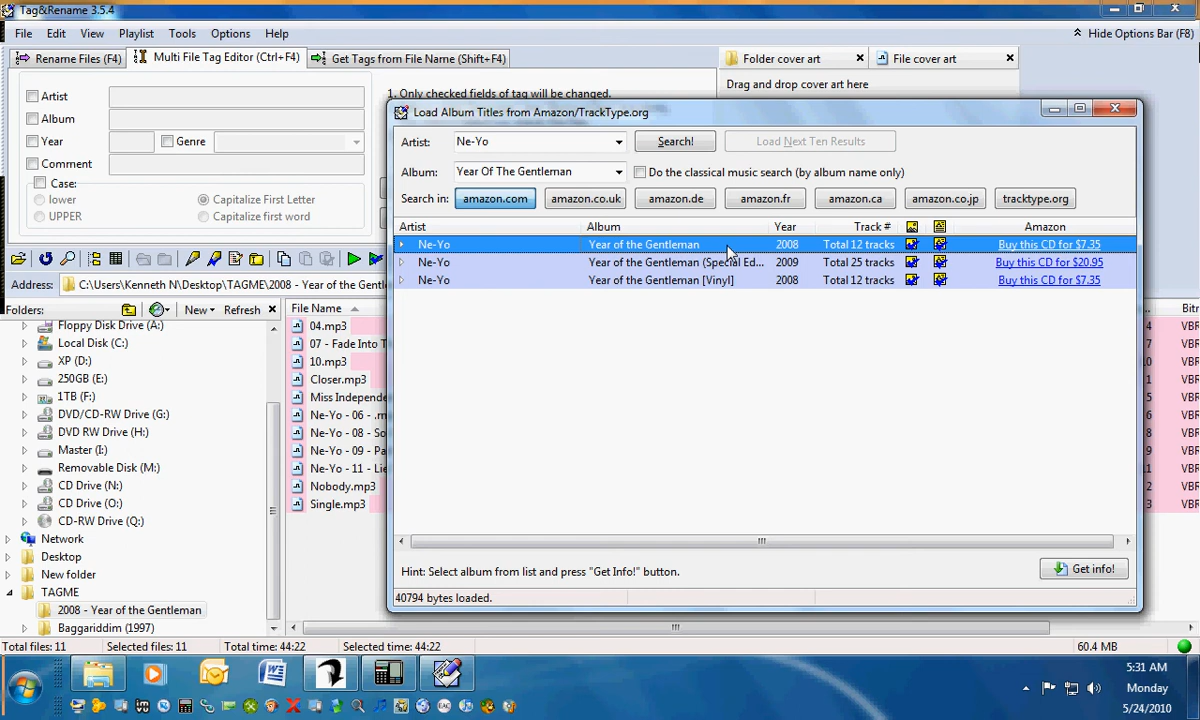 Tag&Rename 3.5.4
File Edit View Playlist Tools Options Help
Hide Options Bar (F8)
Rename Files (F4) Multi File Tag Editor (Ctrl+F4) Get Tags from File Name (Shift+F4)
Folder cover art File cover art
Artist
Album
Year Genre
Comment
Case:
lower Capitalize First Letter
UPPER Capitalize first word
1. Only checked fields of tag will be changed.
Drag and drop cover art here
Load Album Titles from Amazon/TrackType.org
Artist: Ne-Yo Search! Load Next Ten Results
Album: Year Of The Gentleman Do the classical music search (by album name only)
Search in: amazon.com amazon.co.uk amazon.de amazon.fr amazon.ca amazon.co.jp tracktype.org
Artist Album Year Track # Amazon
Ne-Yo Year of the Gentleman 2008 Total 12 tracks Buy this CD for $7.35
Ne-Yo Year of the Gentleman (Special Ed... 2009 Total 25 tracks Buy this CD for $20.95
Ne-Yo Year of the Gentleman [Vinyl] 2008 Total 12 tracks Buy this CD for $7.35
Hint: Select album from list and press "Get Info!" button.
Get info!
40794 bytes loaded.
Address: C:\Users\Kenneth N\Desktop\TAGME\2008 - Year of the Gentl
Folders: New Refresh
Floppy Disk Drive (A:)
Local Disk (C:)
XP (D:)
250GB (E:)
1TB (F:)
DVD/CD-RW Drive (G:)
DVD RW Drive (H:)
Master (I:)
Removable Disk (M:)
CD Drive (N:)
CD Drive (O:)
CD-RW Drive (Q:)
Network
Desktop
New folder
TAGME
2008 - Year of the Gentleman
Baggariddim (1997)
File Name
04.mp3
07 - Fade Into T
10.mp3
Closer.mp3
Miss Independe
Ne-Yo - 06 - .m
Ne-Yo - 08 - So
Ne-Yo - 09 - Pa
Ne-Yo - 11 - Lie
Nobody.mp3
Single.mp3
.. Bitr
4 VBR
7 VBR
0 VBR
1 VBR
5 VBR
6 VBR
8 VBR
9 VBR
1 VBR
2 VBR
3 VBR
Total files: 11 Selected files: 11 Total time: 44:22 Selected time: 44:22 60.4 MB
5:31 AM
Monday
5/24/2010